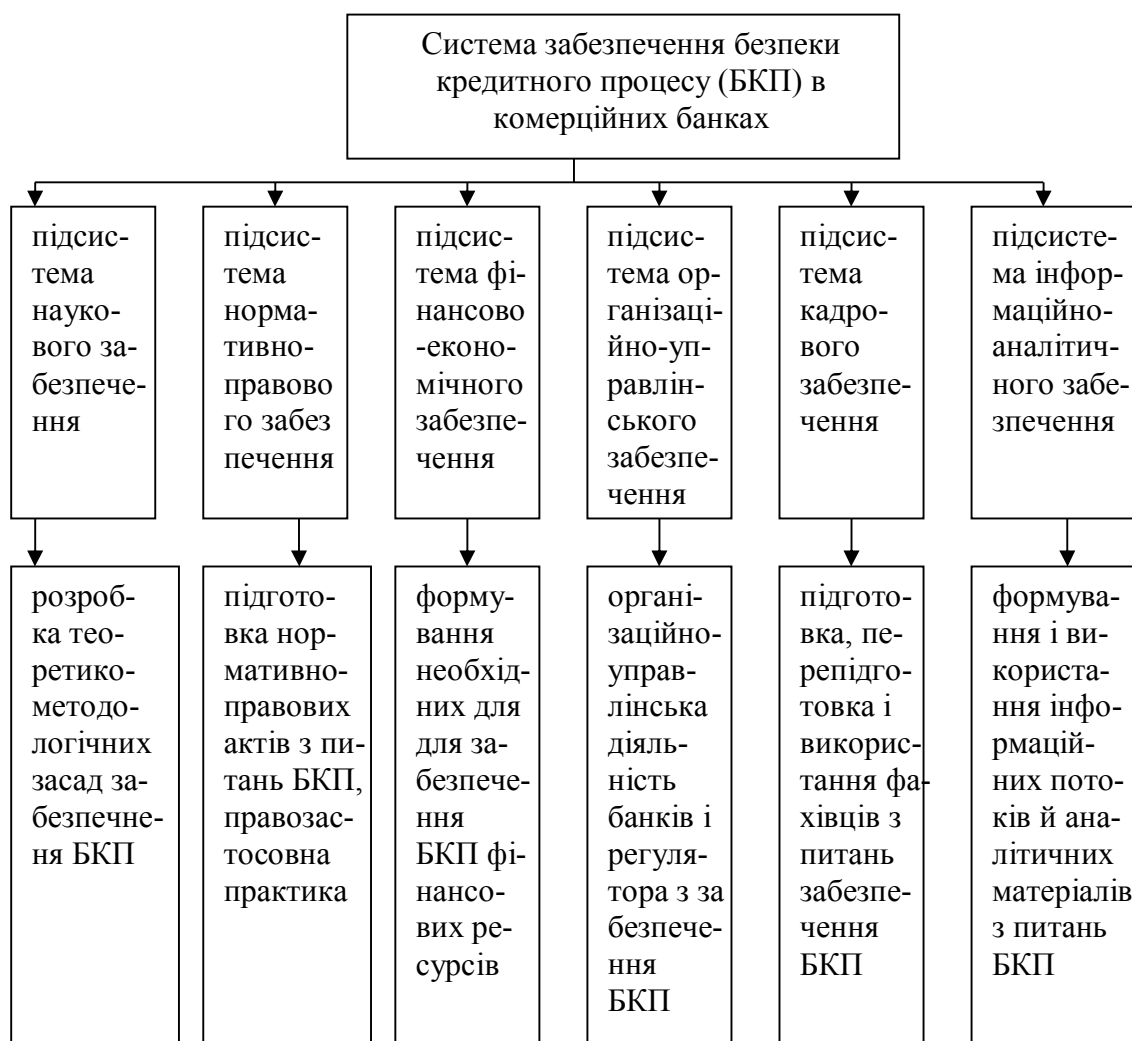 Система забезпечення безпеки
кредитного процесу (БКП) в
комерційних банках
підсис-
тема
науко-
вого за-
безпече-
ння
підсис-
тема
норма-
тивно-
правово
го забез
печення
підсис-
тема фі-
нансово
-еконо-
мічного
забезпе-
чення
підсис-
тема ор-
ганізаці-
йно-уп-
равлін-
ського
забезпе-
чення
підсис-
тема
кадро-
вого
забезпе-
чення
підсисте-
ма інфор-
маційно-
аналітич-
ного забе-
зпечення
розроб-
ка тео-
ретико-
методо-
логічних
засад за-
безпечне-
ня БКП
підгото-
вка нор-
мативно-
правових
актів з пи-
тань БКП,
правозас-
тосовна
практика
форму-
вання
необхід-
них для
для за-
безпече-
ння
БКП фі-
нансо-
вих ре-
сурсів
органі-
заційно-
управ-
лінська
діяль-
ність
банків і
регуля-
тора з за
безпече-
ння
БКП
підгото-
вка, пе-
репідго-
товка і
викорис-
тання фа-
хівців з
питань
забезпе-
чення
БКП
формува-
ння і ви-
користа-
ння інфо-
рмацій-
них пото-
ків й ана-
літичних
матеріалів
з питань
БКП